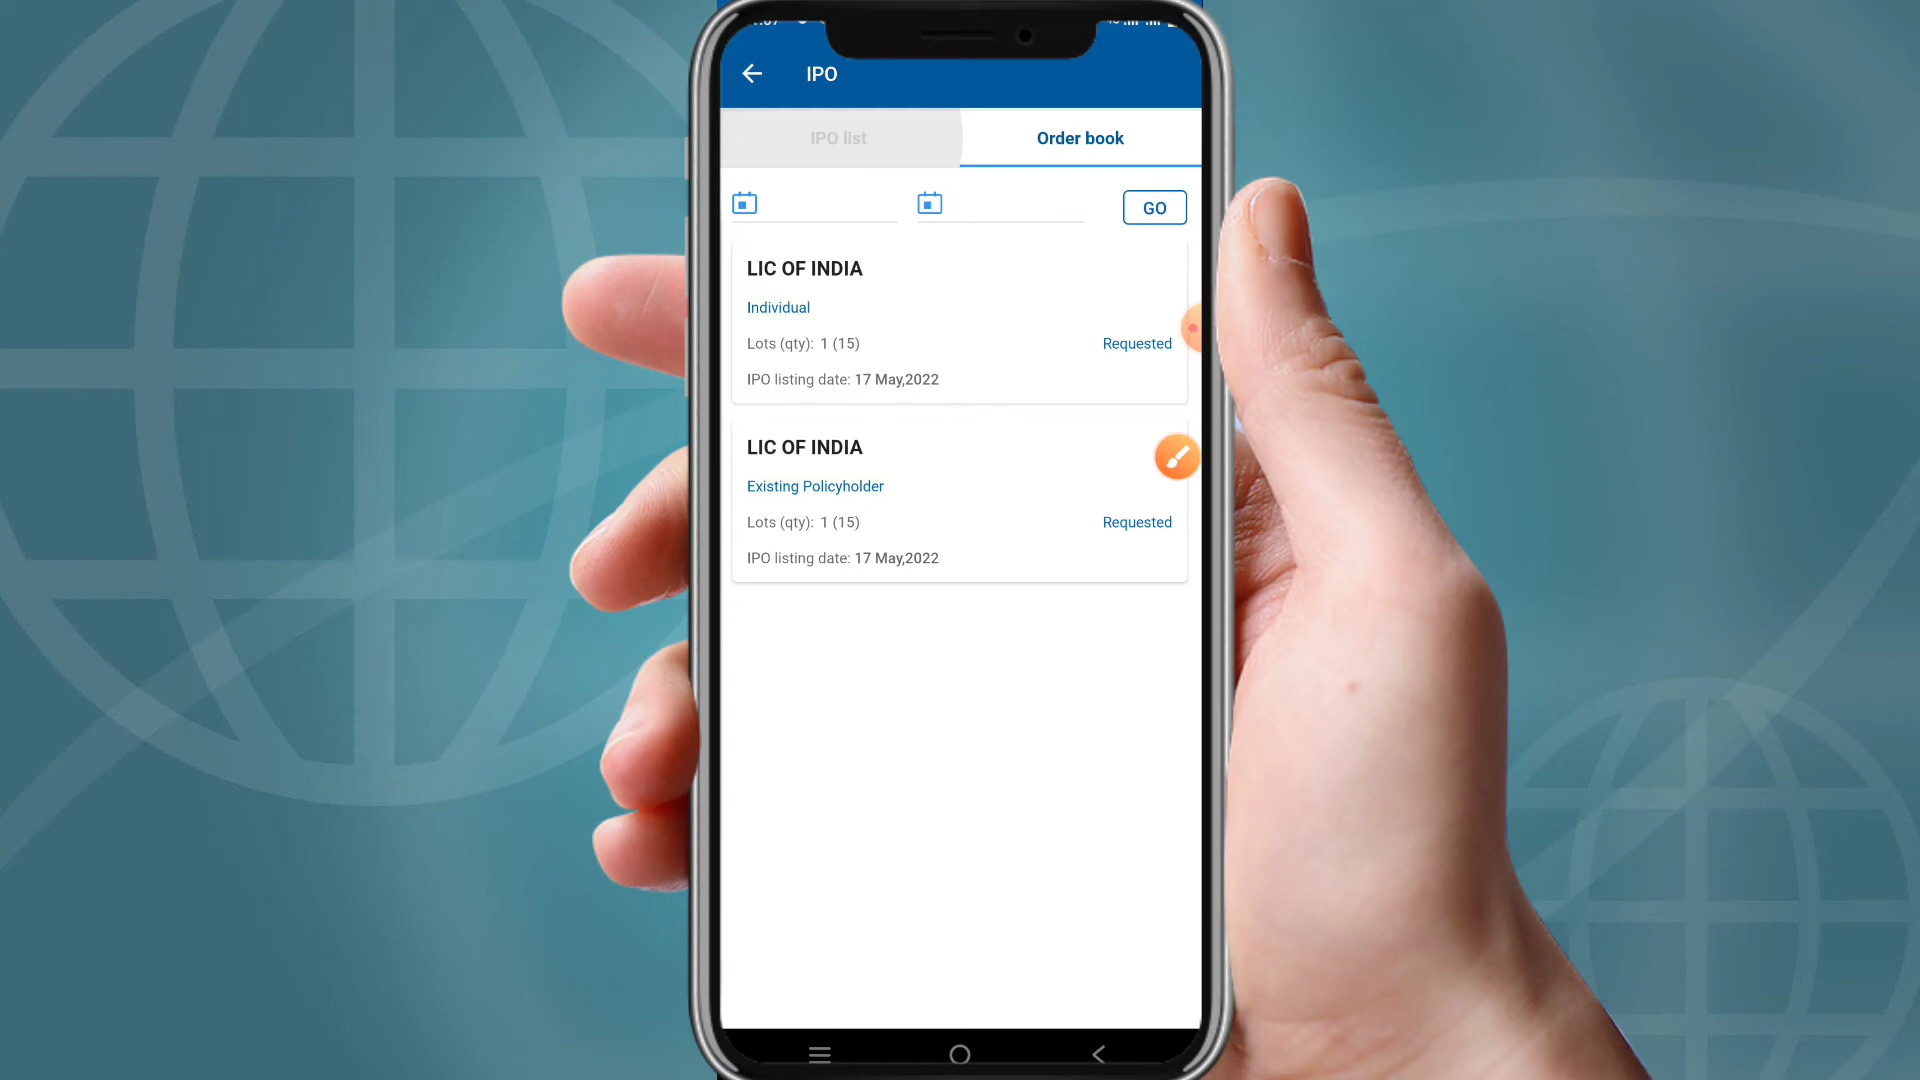 IPO
IPO list
Order book
GO
LIC OF INDIA
Individual
Lots (qty): 1 (15)
Requested
IPO listing date: 17 May,2022
LIC OF INDIA
Existing Policyholder
Lots (qty): 1 (15)
Requested
IPO listing date: 17 May,2022